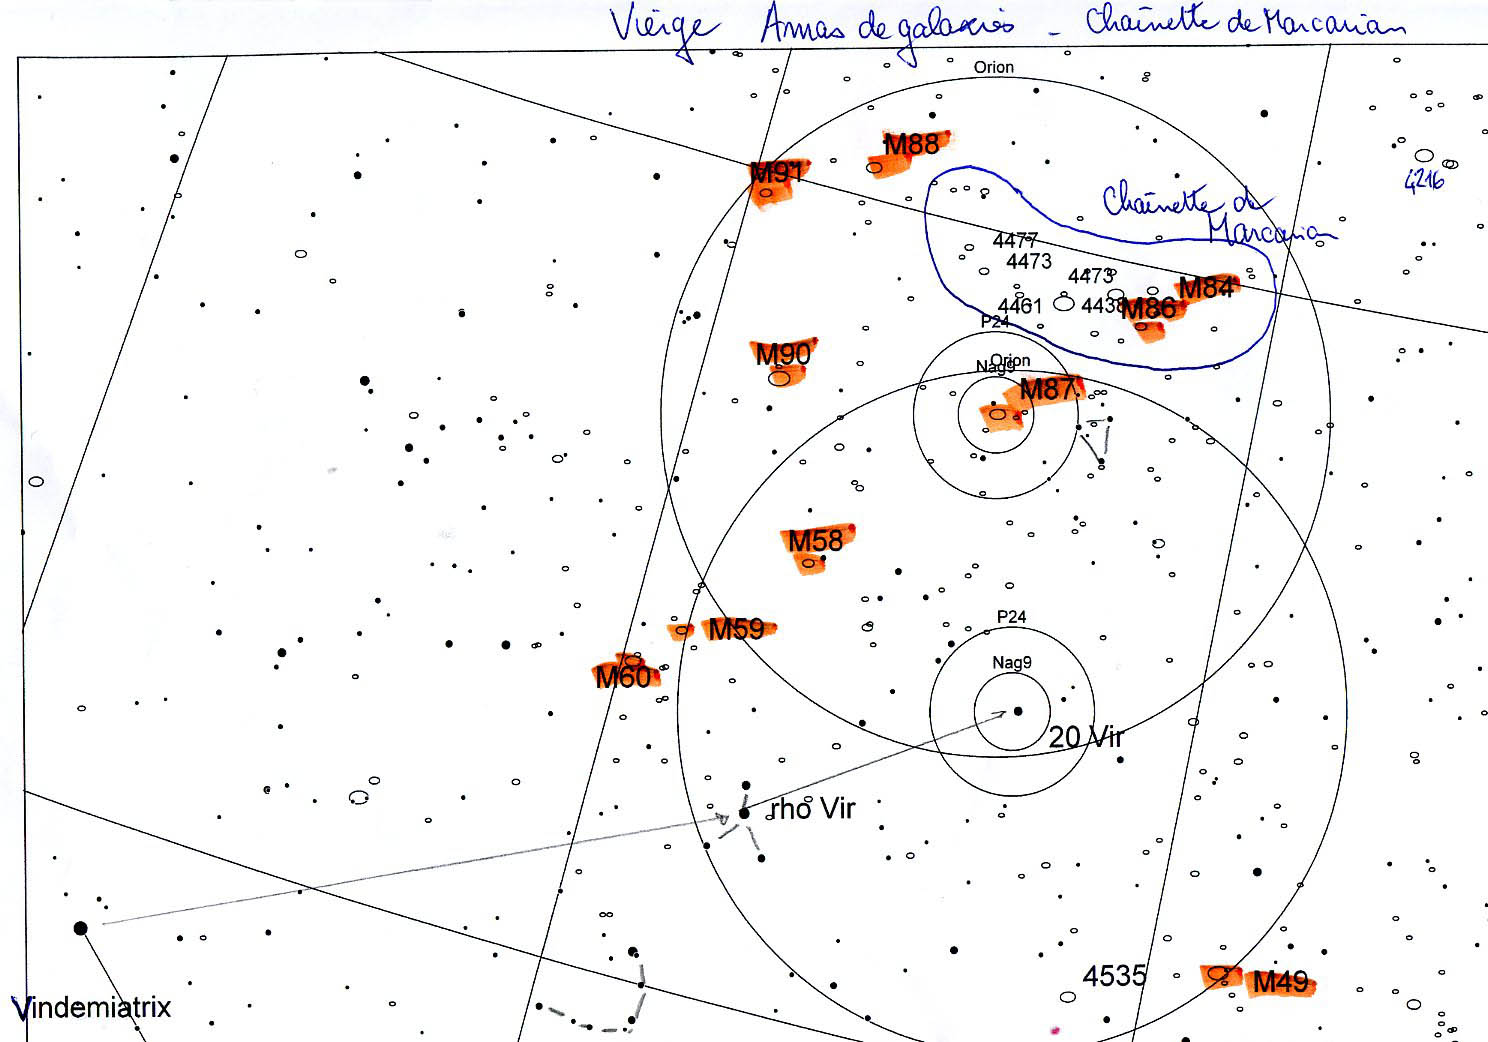 Vierge Amas de galaxies - Chaînette de Marcarian
Orion
M88
M91
4216
Chaînette de
Marcarian
4477
4473
4473
M84
4461
4438
M86
P24
M90
Orion
Nag9
M87
M58
P24
M59
Nag9
M60
20 Vir
rho Vir
4535
M49
Vindemiatrix